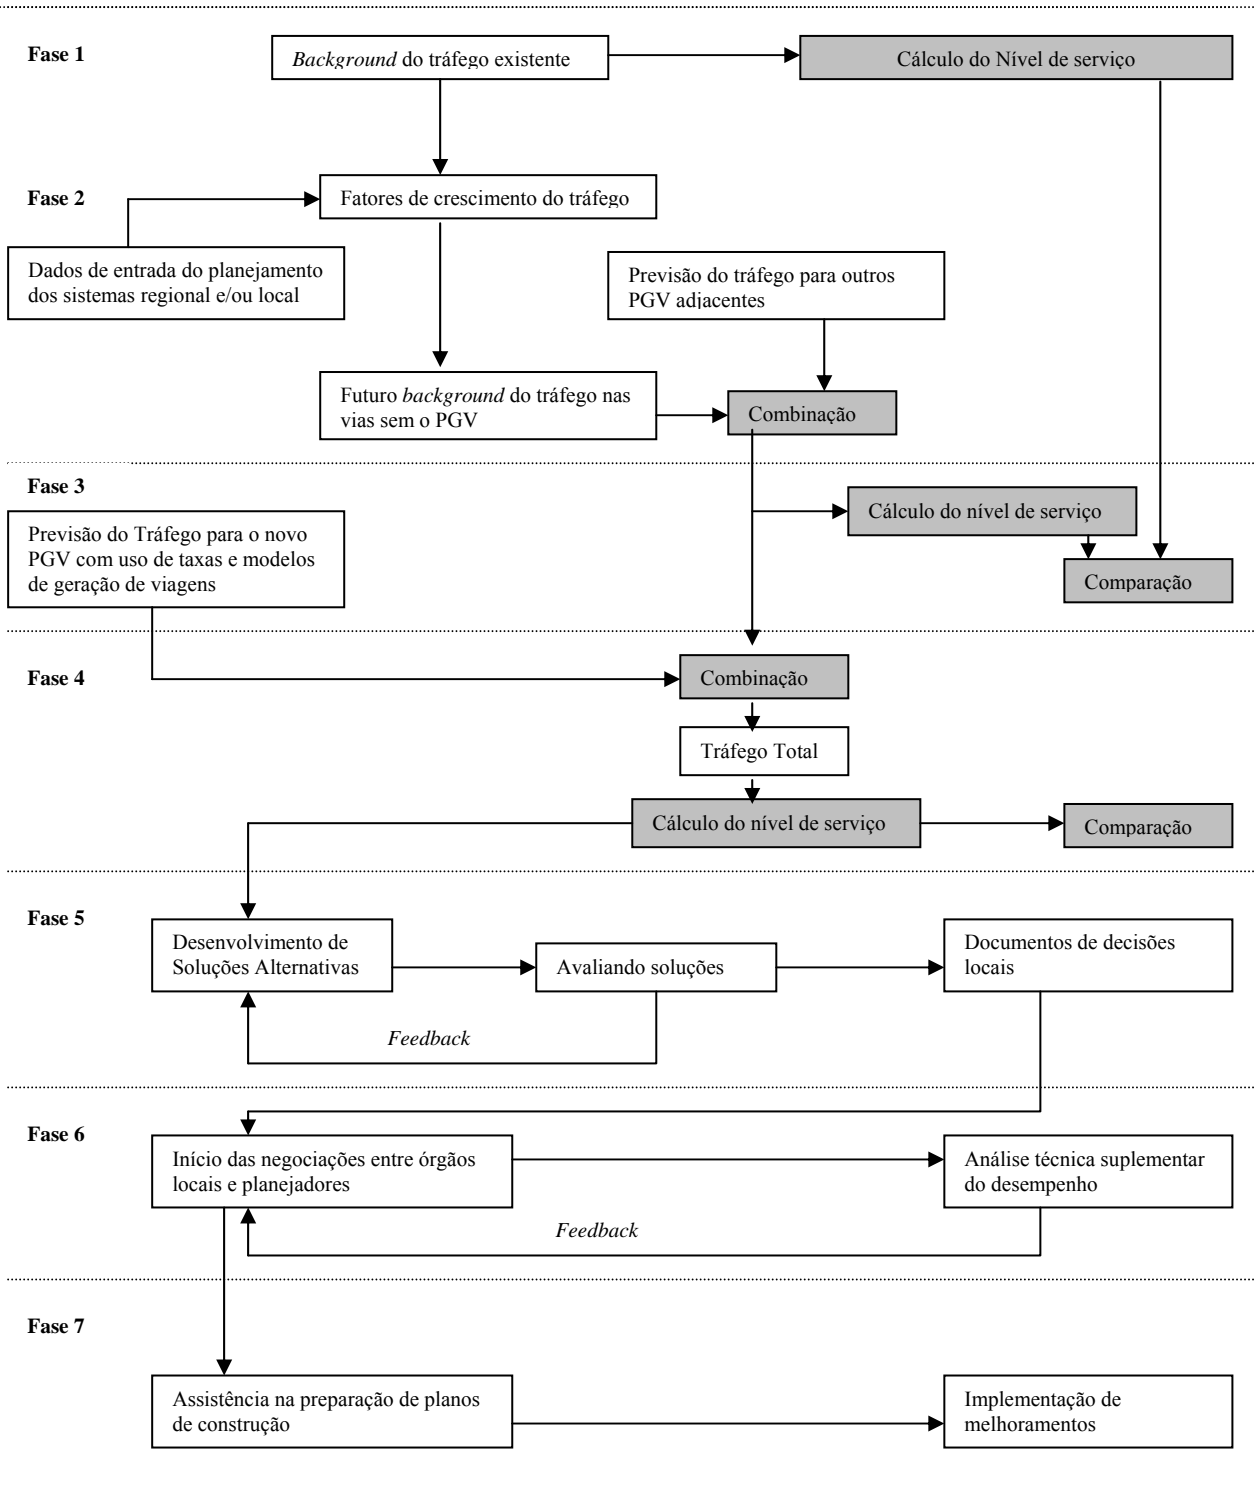 Fase 1
Background do tráfego existente
Cálculo do Nível de serviço
Fase 2
Fatores de crescimento do tráfego
Dados de entrada do planejamento
dos sistemas regional e/ou local
Previsão do tráfego para outros
PGV adjacentes
Futuro background do tráfego nas
vias sem o PGV
Combinação
Fase 3
Previsão do Tráfego para o novo
PGV com uso de taxas e modelos
de geração de viagens
Cálculo do nível de serviço
Comparação
Fase 4
Combinação
Tráfego Total
Cálculo do nível de serviço
Comparação
Fase 5
Desenvolvimento de
Soluções Alternativas
Avaliando soluções
Documentos de decisões
locais
Feedback
Fase 6
Início das negociações entre órgãos
locais e planejadores
Análise técnica suplementar
do desempenho
Feedback
Fase 7
Assistência na preparação de planos
de construção
Implementação de
melhoramentos